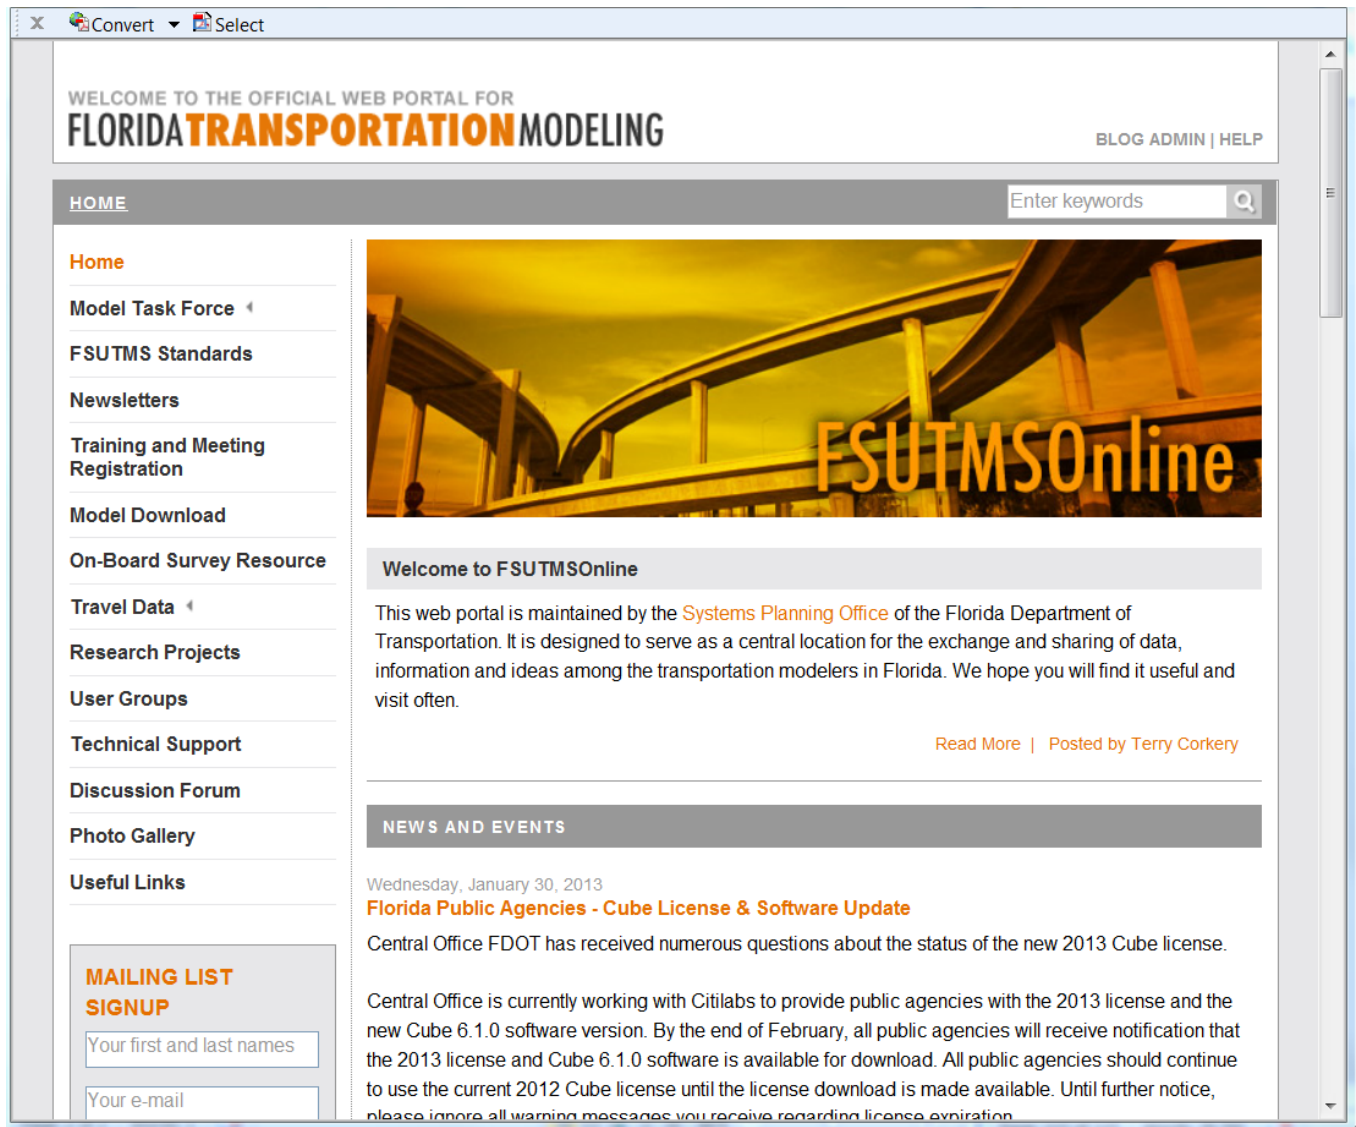 x Convert Select
WELCOME TO THE OFFICIAL WEB PORTAL FOR
FLORIDATRANSPORTATIONMODELING
BLOG ADMIN | HELP
HOME
Enter keywords
Home
Model Task Force
FSUTMS Standards
Newsletters
Training and Meeting
Registration
Model Download
On-Board Survey Resource
Travel Data
Research Projects
User Groups
Technical Support
Discussion Forum
Photo Gallery
Useful Links
MAILING LIST
SIGNUP
Your first and last names
Your e-mail
FSUTMSOnline
Welcome to FSUTMSOnline
This web portal is maintained by the Systems Planning Office of the Florida Department of
Transportation. It is designed to serve as a central location for the exchange and sharing of data,
information and ideas among the transportation modelers in Florida. We hope you will find it useful and
visit often.
Read More | Posted by Terry Corkery
NEWS AND EVENTS
Wednesday, January 30, 2013
Florida Public Agencies - Cube License & Software Update
Central Office FDOT has received numerous questions about the status of the new 2013 Cube license.
Central Office is currently working with Citilabs to provide public agencies with the 2013 license and the
new Cube 6.1.0 software version. By the end of February, all public agencies will receive notification that
the 2013 license and Cube 6.1.0 software is available for download. All public agencies should continue
to use the current 2012 Cube license until the license download is made available. Until further notice,
please ignore all warning messages you receive regarding license expiration.